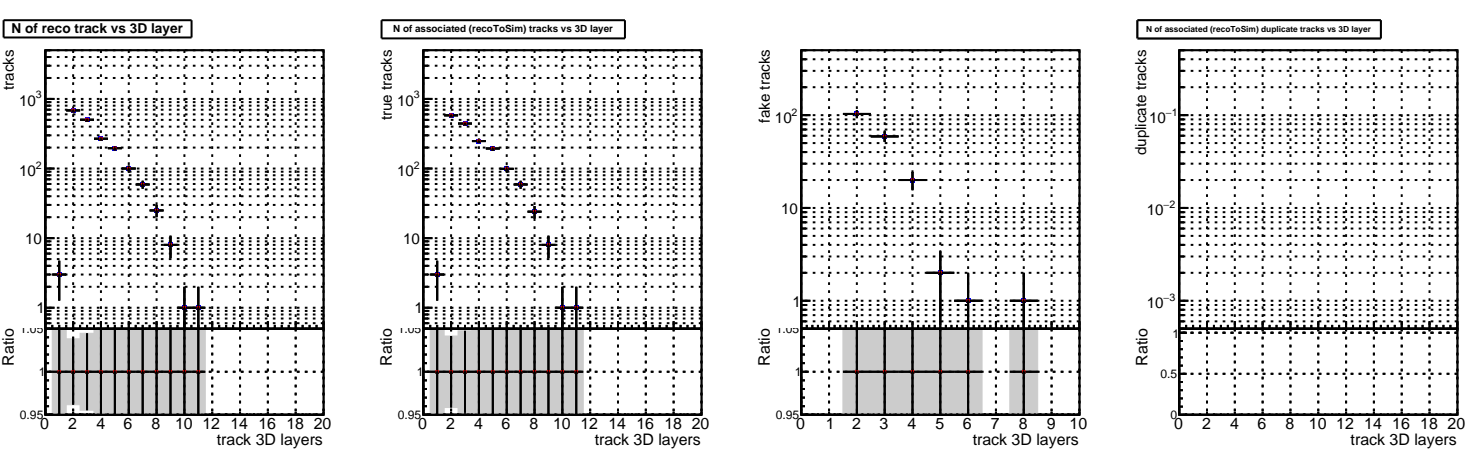 N of reco track vs 3D layer
tracks
10³
10²
10
1
Ratio
1.05
1
0.95
0 2 4 6 8 10 12 14 16 18 20
track 3D layers
N of associated (recoToSim) tracks vs 3D layer
true tracks
10³
10²
10
1
Ratio
1.05
1
0.95
0 2 4 6 8 10 12 14 16 18 20
track 3D layers
fake tracks
10²
10
1
Ratio
1.05
1
0.95
0 1 2 3 4 5 6 7 8 9 10
track 3D layers
N of associated (recoToSim) duplicate tracks vs 3D layer
duplicate tracks
10⁻¹
10⁻²
10⁻³
Ratio
1
0.5
0
0 2 4 6 8 10 12 14 16 18 20
track 3D layers